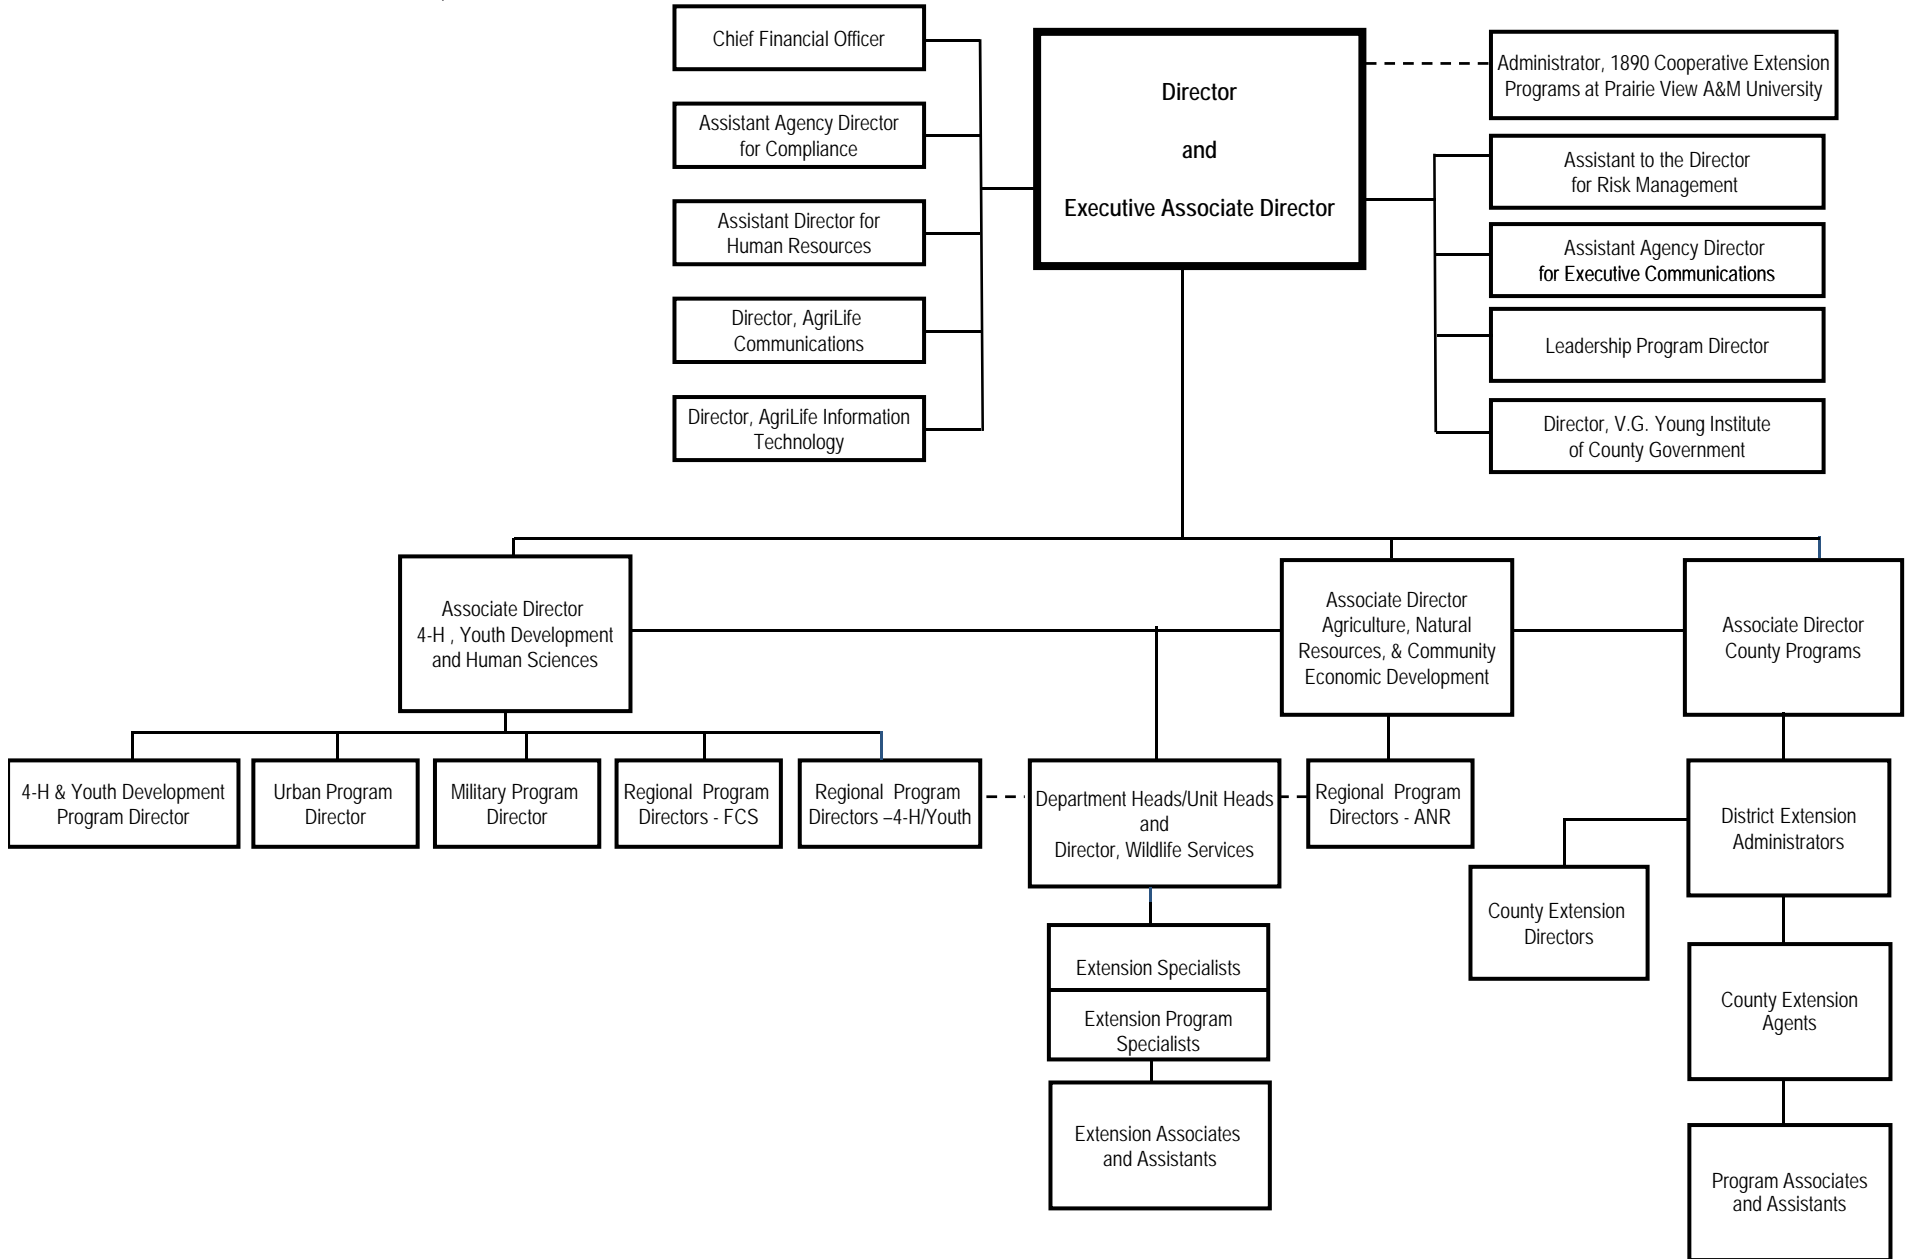 Chief Financial Officer
Assistant Agency Director
for Compliance
Assistant Director for
Human Resources
Director, AgriLife
Communications
Director, AgriLife Information
Technology
Director
and
Executive Associate Director
Administrator, 1890 Cooperative Extension
Programs at Prairie View A&M University
Assistant to the Director
for Risk Management
Assistant Agency Director
for Executive Communications
Leadership Program Director
Director, V.G. Young Institute
of County Government
Associate Director
4-H , Youth Development
and Human Sciences
Associate Director
Agriculture, Natural
Resources, & Community
Economic Development
Associate Director
County Programs
4-H & Youth Development
Program Director
Urban Program
Director
Military Program
Director
Regional Program
Directors - FCS
Regional Program
Directors –4-H/Youth
Department Heads/Unit Heads
and
Director, Wildlife Services
Regional Program
Directors - ANR
District Extension
Administrators
County Extension
Directors
Extension Specialists
Extension Program
Specialists
County Extension
Agents
Extension Associates
and Assistants
Program Associates
and Assistants